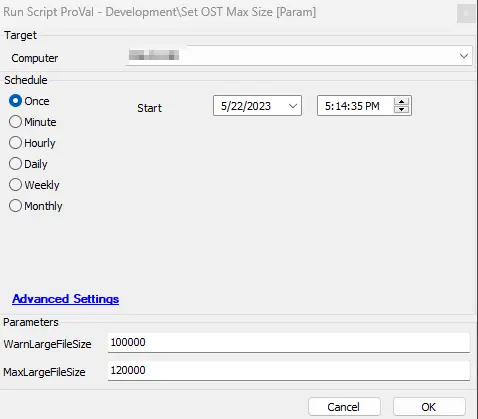 Run Script ProVal - Development\Set OST Max Size [Param]
Target
Computer
Schedule
Once
Start
5/22/2023
5:14:35 PM
Minute
Hourly
Daily
Weekly
Monthly
Advanced Settings
Parameters
WarnLargeFileSize
100000
MaxLargeFileSize
120000
Cancel
OK